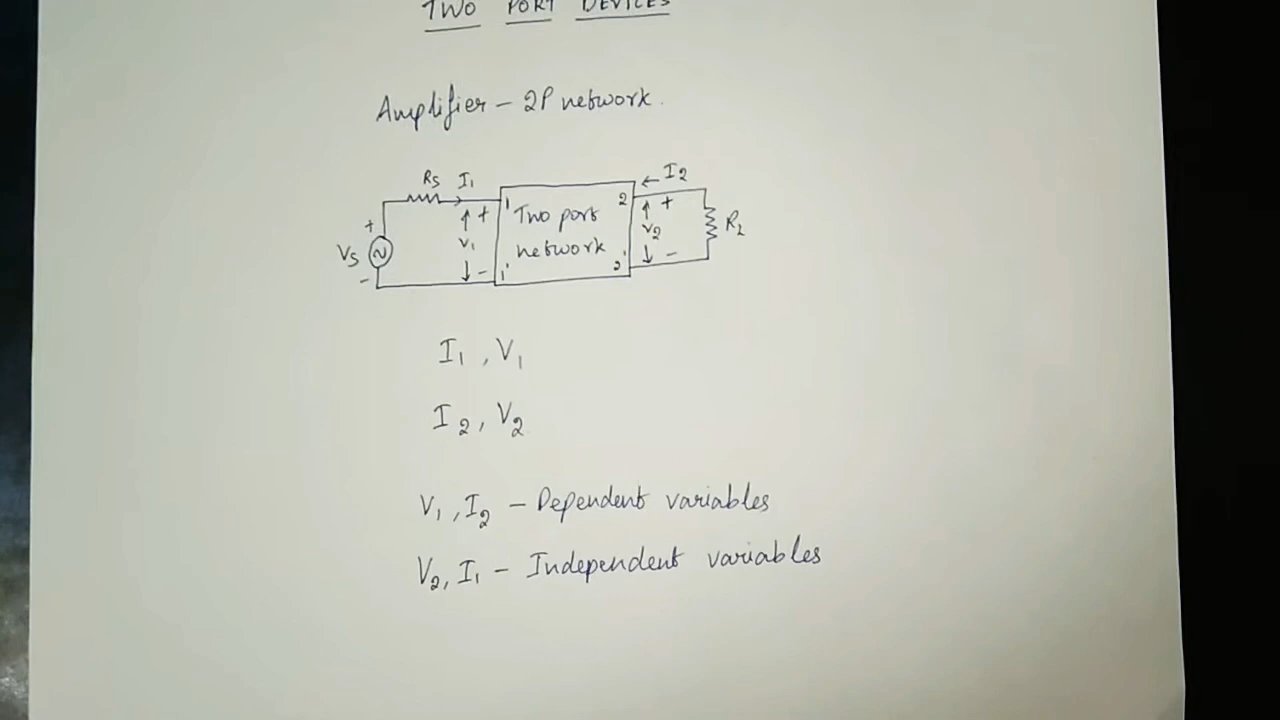 TWO PORT DEVICES
Amplifier - 2P network.
RS I1 I2
+ 1 2 +
+ Two port
VS V1 network V2 RL
- - 1' 2' -
I1, V1
I2, V2
V1, I2 - Dependent variables
V2, I1 - Independent variables